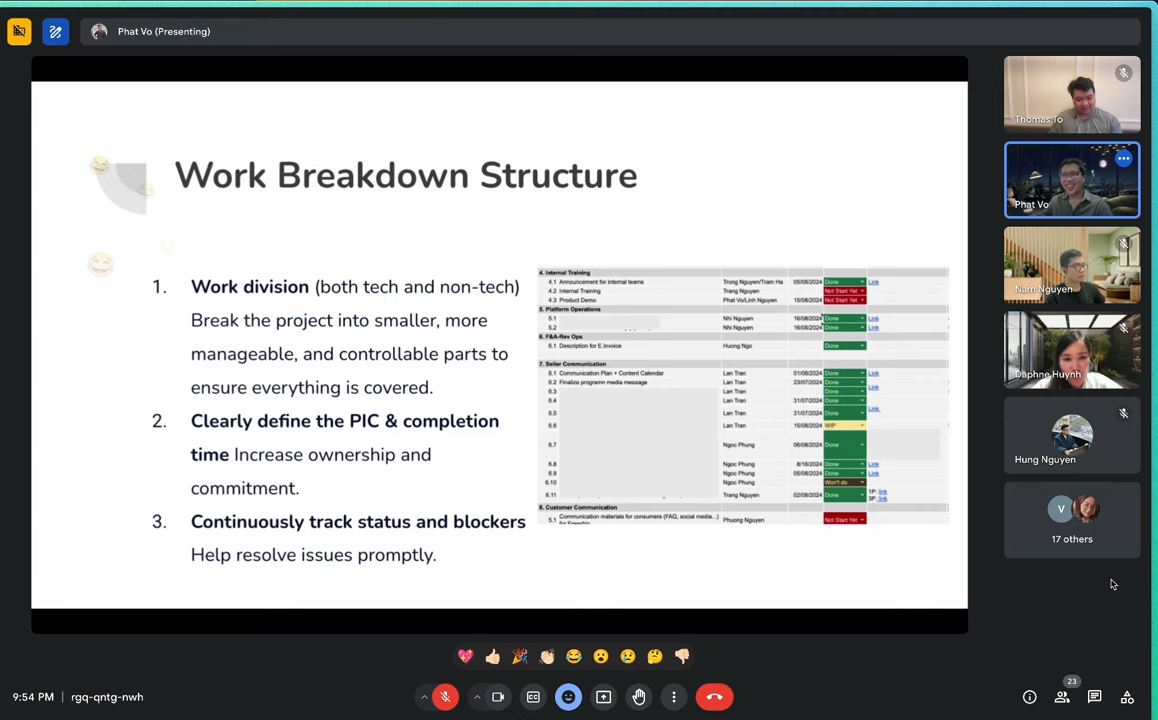 Phat Vo (Presenting)
Work Breakdown Structure
1. Work division (both tech and non-tech)
Break the project into smaller, more
manageable, and controllable parts to
ensure everything is covered.
2. Clearly define the PIC & completion
time Increase ownership and
commitment.
3. Continuously track status and blockers
Help resolve issues promptly.
4. Internal Training
4.1 Announcement for internal teams Trong Nguyen/Tram Ha 05/08/2024 Done Link
4.2 Internal Training Trang Nguyen Not Start Yet
4.3 Product Demo Phat Vo/Linh Nguyen 15/08/2024 Not Start Yet
5. Platform Operations
5.1 Nhi Nguyen 16/08/2024 Done Link
5.2 Nhi Nguyen 16/08/2024 Done Link
6. F&A-Rev Ops
6.1 Description for E.Invoice Huong Ngo Done
7. Seller Communication
6.1 Communication Plan + Content Calendar Lan Tran 01/08/2024 Done Link
6.2 Finalize programm media message Lan Tran 23/07/2024 Done
6.3 Lan Tran Done Link
6.4 Lan Tran 31/07/2024 Done
6.5 Lan Tran 31/07/2024 Done Link
6.6 Lan Tran 15/08/2024 WIP
6.7 Ngoc Phung 06/08/2024 Done
6.8 Ngoc Phung 8/16/2024 Done Link
6.9 Ngoc Phung 05/08/2024 Done Link
6.10 Ngoc Phung Won't do
6.11 Trang Nguyen 02/08/2024 Done 1P: link
3P: link
8. Customer Communication
5.1 Communication materials for consumers (FAQ, social media...) Phuong Nguyen Not Start Yet
for Freeship
Thomas To
Phat Vo
Nam Nguyen
Daphne Huynh
Hung Nguyen
V
17 others
9:54 PM | rgq-qntg-nwh
23